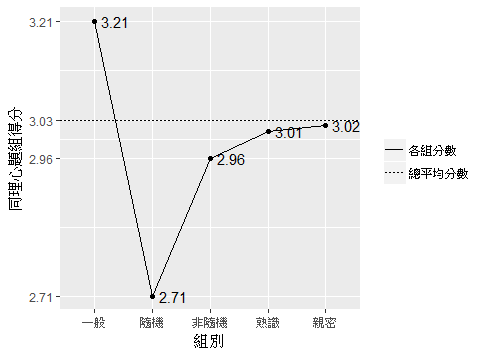 3.21
3.03
2.96
2.71
同理心題組得分
3.21
2.71
2.96
3.01
3.02
一般
隨機
非隨機
熟識
親密
組別
各組分數
總平均分數